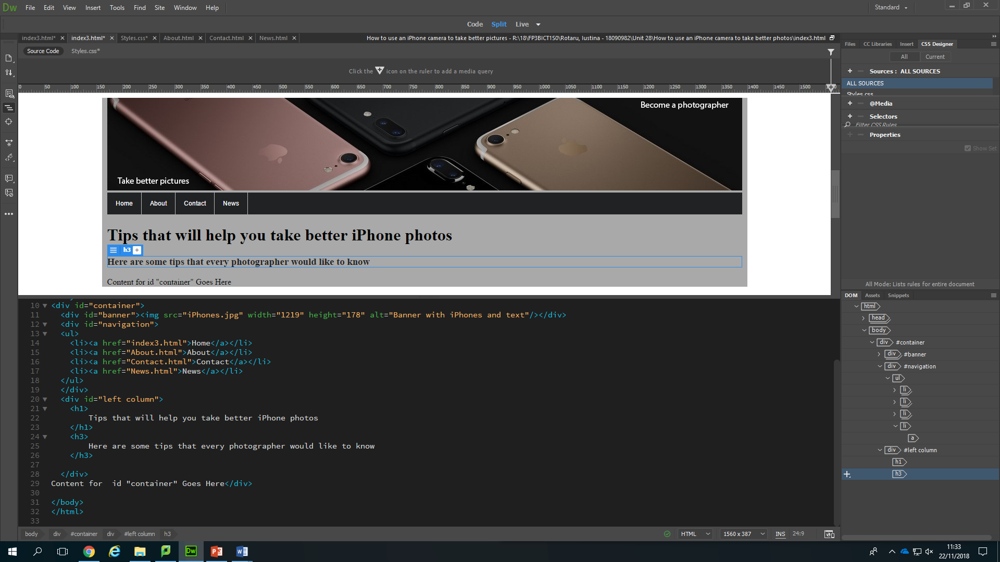 Dw File Edit View Insert Tools Find Site Window Help Standard
Code Split Live
index3.html* × index3.html* × Styles.css* × About.html × Contact.html × News.html × How to use an iPhone camera to take better pictures - R:\18\FP3BICT1S0\Rotaru, Iustina - 18090982\Unit 28\How to use an iPhone camera to take better photos\index3.html
Source Code Styles.css*
Click the icon on the ruler to add a media query
0 50 100 150 200 250 300 350 400 450 500 550 600 650 700 750 800 850 900 950 1000 1050 1100 1150 1200 1250 1300 1350 1400 1450 1500
Become a photographer
Take better pictures
Home About Contact News
Tips that will help you take better iPhone photos
h3 +
Here are some tips that every photographer would like to know
Content for id "container" Goes Here
10 <div id="container">
11 <div id="banner"><img src="iPhones.jpg" width="1219" height="178" alt="Banner with iPhones and text"/></div>
12 <div id="navigation">
13 <ul>
14 <li><a href="index3.html">Home</a></li>
15 <li><a href="About.html">About</a></li>
16 <li><a href="Contact.html">Contact</a></li>
17 <li><a href="News.html">News</a></li>
18 </ul>
19 </div>
20 <div id="left column">
21 <h1>
22 Tips that will help you take better iPhone photos
23 </h1>
24 <h3>
25 Here are some tips that every photographer would like to know
26 </h3>
27
28 </div>
29 Content for  id "container" Goes Here</div>
30
31 </body>
32 </html>
33
body div #container div #left column h3 HTML 1560 x 387 INS 24:9
Files CC Libraries Insert CSS Designer
All Current
Sources : ALL SOURCES
ALL SOURCES
Styles.css
@Media
Selectors
Filter CSS Rules
Properties
Show Set
All Mode: Lists rules for entire document
DOM Assets Snippets
html
head
body
div #container
div #banner
div #navigation
ul
li
li
li
li
a
div #left column
h1
h3
Dw
11:33
22/11/2018